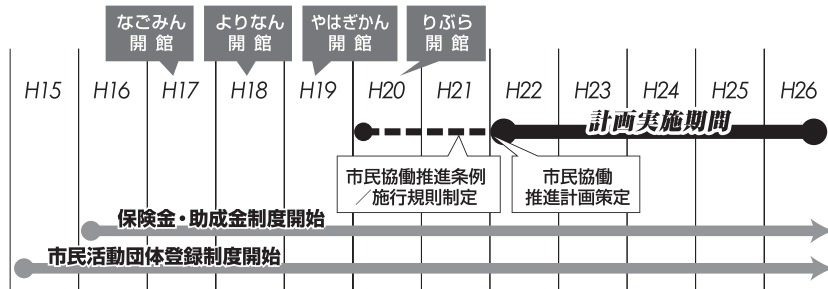 なごみん
開 館
よりなん
開 館
やはぎかん
開 館
りぶら
開 館
H15 H16 H17 H18 H19 H20 H21 H22 H23 H24 H25 H26
計画実施期間
市民協働推進条例
／施行規則制定
市民協働
推進計画策定
保険金・助成金制度開始
市民活動団体登録制度開始